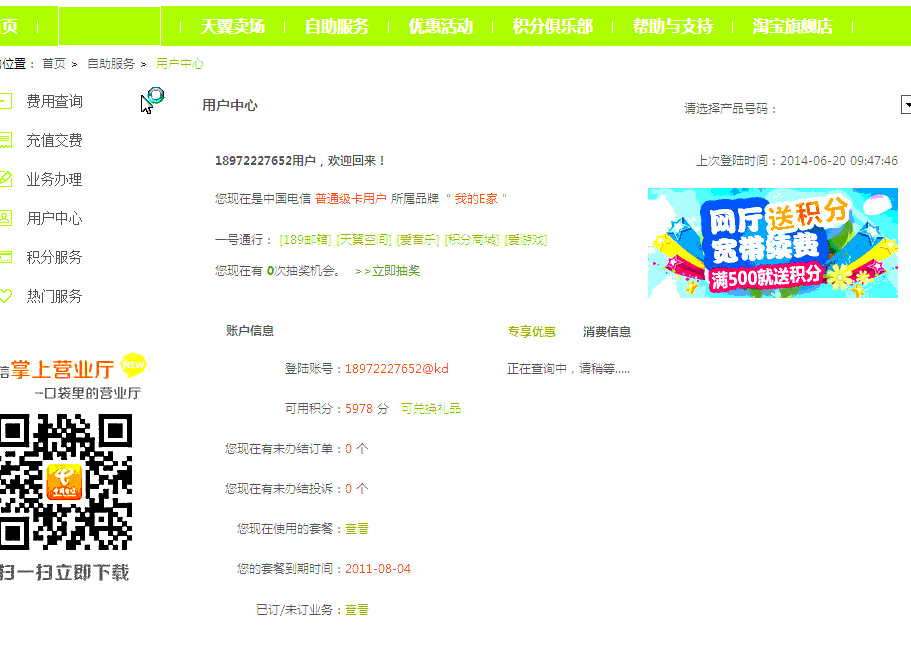 页 天翼卖场 自助服务 优惠活动 积分俱乐部 帮助与支持 淘宝旗舰店
位置： 首页 > 自助服务 > 用户中心
费用查询
充值交费
业务办理
用户中心
积分服务
热门服务
掌上营业厅 NEW
一口袋里的营业厅
扫一扫立即下载
用户中心
请选择产品号码：
18972227652用户，欢迎回来！
上次登陆时间：2014-06-20 09:47:46
您现在是中国电信 普通级卡用户 所属品牌 “ 我的E家 ”
一号通行： [189邮箱] [天翼空间] [爱音乐] [积分商城] [爱游戏]
您现在有 0次抽奖机会。 >>立即抽奖
网厅送积分
宽带续费
满500就送积分
账户信息
专享优惠 消费信息
登陆账号：18972227652@kd
正在查询中，请稍等.....
可用积分：5978 分 可兑换礼品
您现在有未办结订单：0 个
您现在有未办结投诉：0 个
您现在使用的套餐：查看
您的套餐到期时间：2011-08-04
已订/未订业务：查看